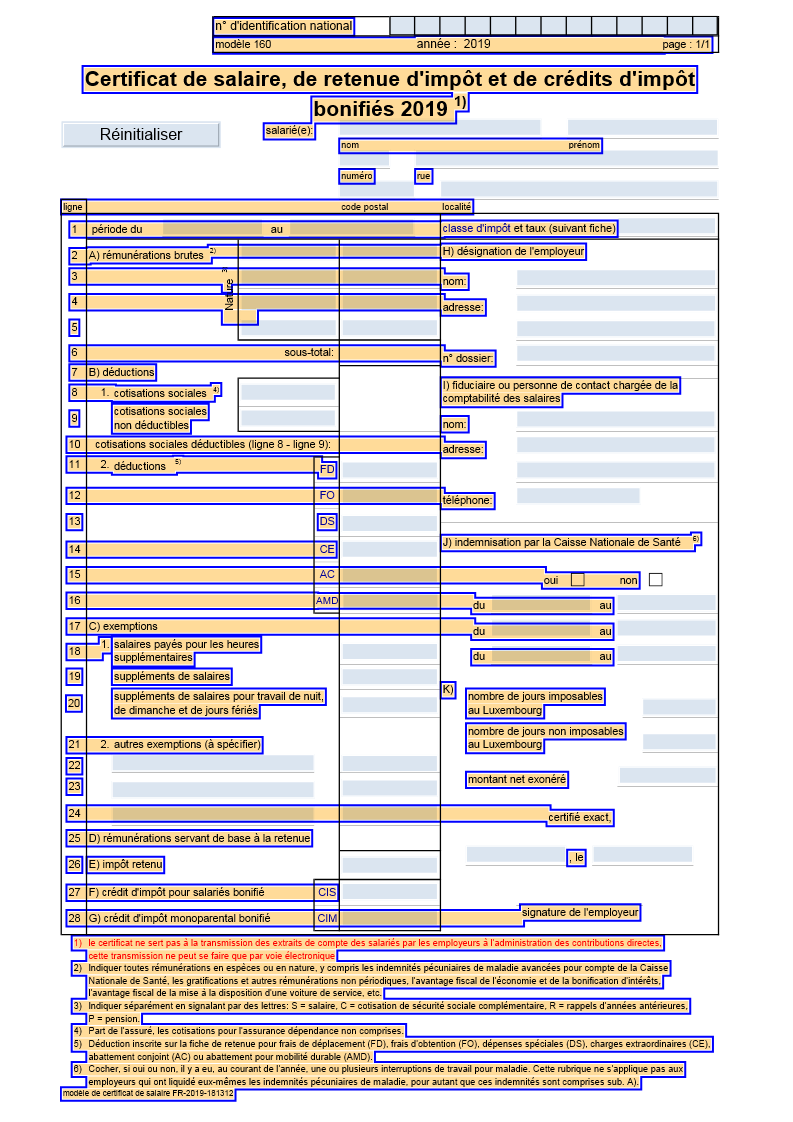 n° d'identification national
modèle 160 année : 2019 page : 1/1
Certificat de salaire, de retenue d'impôt et de crédits d'impôt
bonifiés 2019 1)
Réinitialiser
salarié(e):
nom prénom
numéro rue
ligne code postal localité
1 période du au classe d'impôt et taux (suivant fiche)
2 A) rémunérations brutes 2) H) désignation de l'employeur
3 nom:
Nature 3)
4 adresse:
5
6 sous-total: n° dossier:
7 B) déductions
I) fiduciaire ou personne de contact chargée de la
comptabilité des salaires
8 1. cotisations sociales 4)
9 cotisations sociales
non déductibles
nom:
10 cotisations sociales déductibles (ligne 8 - ligne 9): adresse:
11 2. déductions 5) FD
12 FO téléphone:
13 DS
14 CE J) indemnisation par la Caisse Nationale de Santé 6)
15 AC oui non
16 AMD du au
17 C) exemptions du au
18 1. salaires payés pour les heures
supplémentaires
du au
19 suppléments de salaires
20 suppléments de salaires pour travail de nuit,
de dimanche et de jours fériés
K) nombre de jours imposables
au Luxembourg
nombre de jours non imposables
au Luxembourg
21 2. autres exemptions (à spécifier)
22
23 montant net exonéré
24 certifié exact,
25 D) rémunérations servant de base à la retenue
26 E) impôt retenu , le
27 F) crédit d'impôt pour salariés bonifié CIS
28 G) crédit d'impôt monoparental bonifié CIM signature de l'employeur
1) le certificat ne sert pas à la transmission des extraits de compte des salariés par les employeurs à l'administration des contributions directes,
cette transmission ne peut se faire que par voie électronique
2) Indiquer toutes rémunérations en espèces ou en nature, y compris les indemnités pécuniaires de maladie avancées pour compte de la Caisse
Nationale de Santé, les gratifications et autres rémunérations non périodiques, l'avantage fiscal de l'économie et de la bonification d'intérêts,
l'avantage fiscal de la mise à la disposition d'une voiture de service, etc.
3) Indiquer séparément en signalant par des lettres: S = salaire, C = cotisation de sécurité sociale complémentaire, R = rappels d'années antérieures,
P = pension.
4) Part de l'assuré, les cotisations pour l'assurance dépendance non comprises.
5) Déduction inscrite sur la fiche de retenue pour frais de déplacement (FD), frais d'obtention (FO), dépenses spéciales (DS), charges extraordinaires (CE),
abattement conjoint (AC) ou abattement pour mobilité durable (AMD).
6) Cocher, si oui ou non, il y a eu, au courant de l'année, une ou plusieurs interruptions de travail pour maladie. Cette rubrique ne s'applique pas aux
employeurs qui ont liquidé eux-mêmes les indemnités pécuniaires de maladie, pour autant que ces indemnités sont comprises sub. A).
modèle de certificat de salaire FR-2019-181312